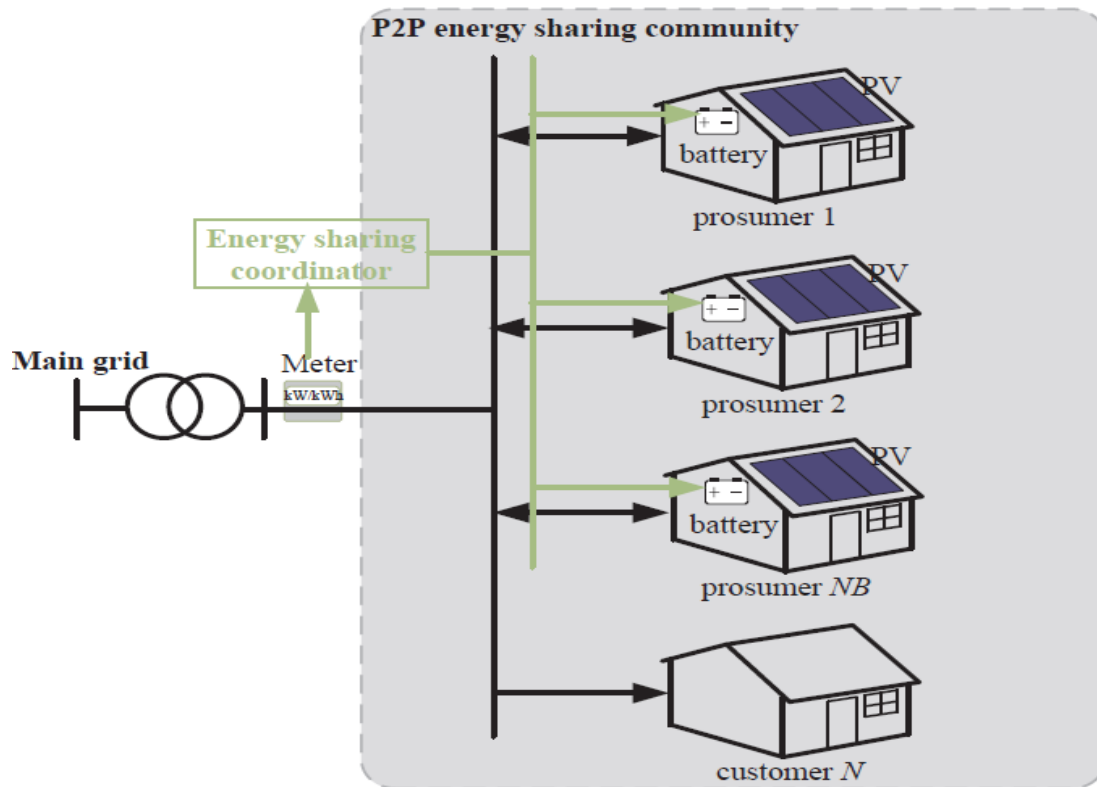 P2P energy sharing community
PV
+ −
battery
prosumer 1
Energy sharing
coordinator
PV
+ −
battery
prosumer 2
Main grid
Meter
kW/kWh
PV
+ −
battery
prosumer NB
customer N